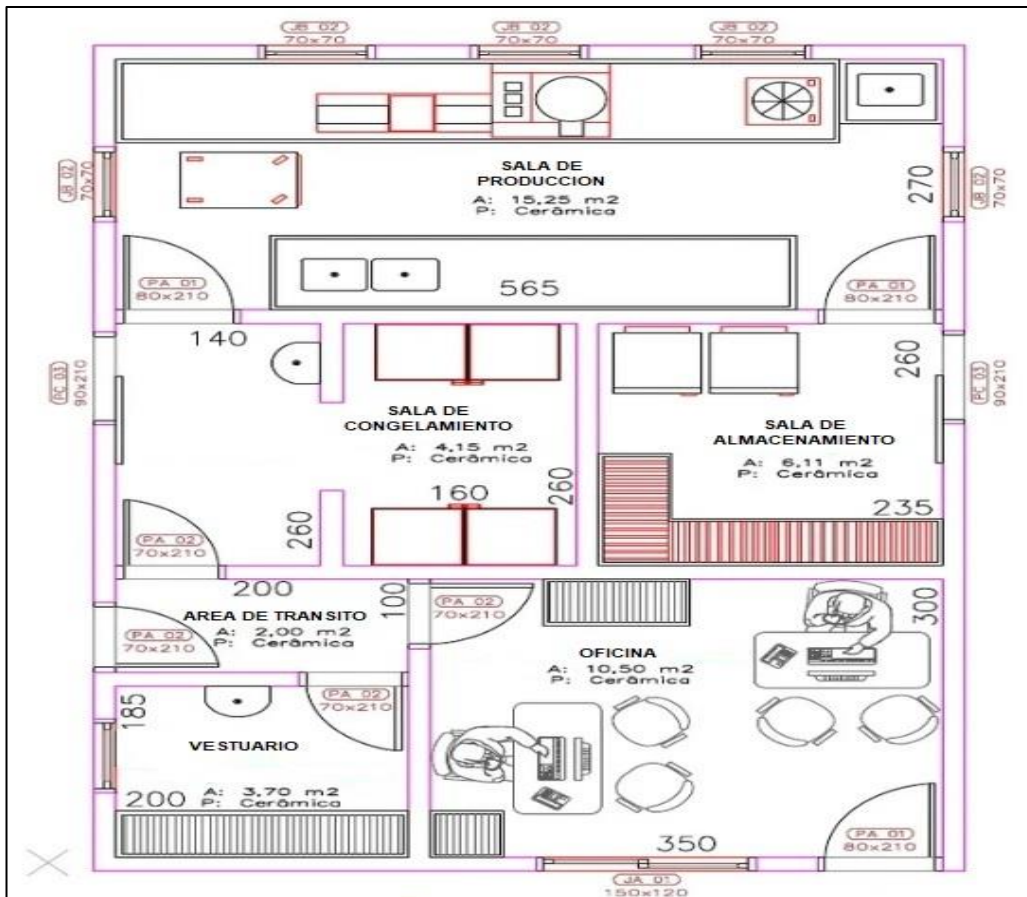 JB 02
70x70
JB 02
70x70
JB 02
70x70
JB 02
70x70
SALA DE
PRODUCCION
A: 15,25 m2
P: Cerâmica
270
JB 02
70x70
PA 01
80x210
565
PA 01
80x210
140
PC 03
90x210
SALA DE
CONGELAMIENTO
A: 4,15 m2
P: Cerâmica
160
260
260
260
SALA DE
ALMACENAMIENTO
A: 6,11 m2
P: Cerâmica
235
PC 03
90x210
PA 02
70x210
200
100
AREA DE TRANSITO
A: 2,00 m2
P: Cerâmica
PA 02
70x210
PA 02
70x210
300
OFICINA
A: 10,50 m2
P: Cerâmica
185
PA 02
70x210
VESTUARIO
200
A: 3,70 m2
P: Cerâmica
350
PA 01
80x210
JA 01
150x120